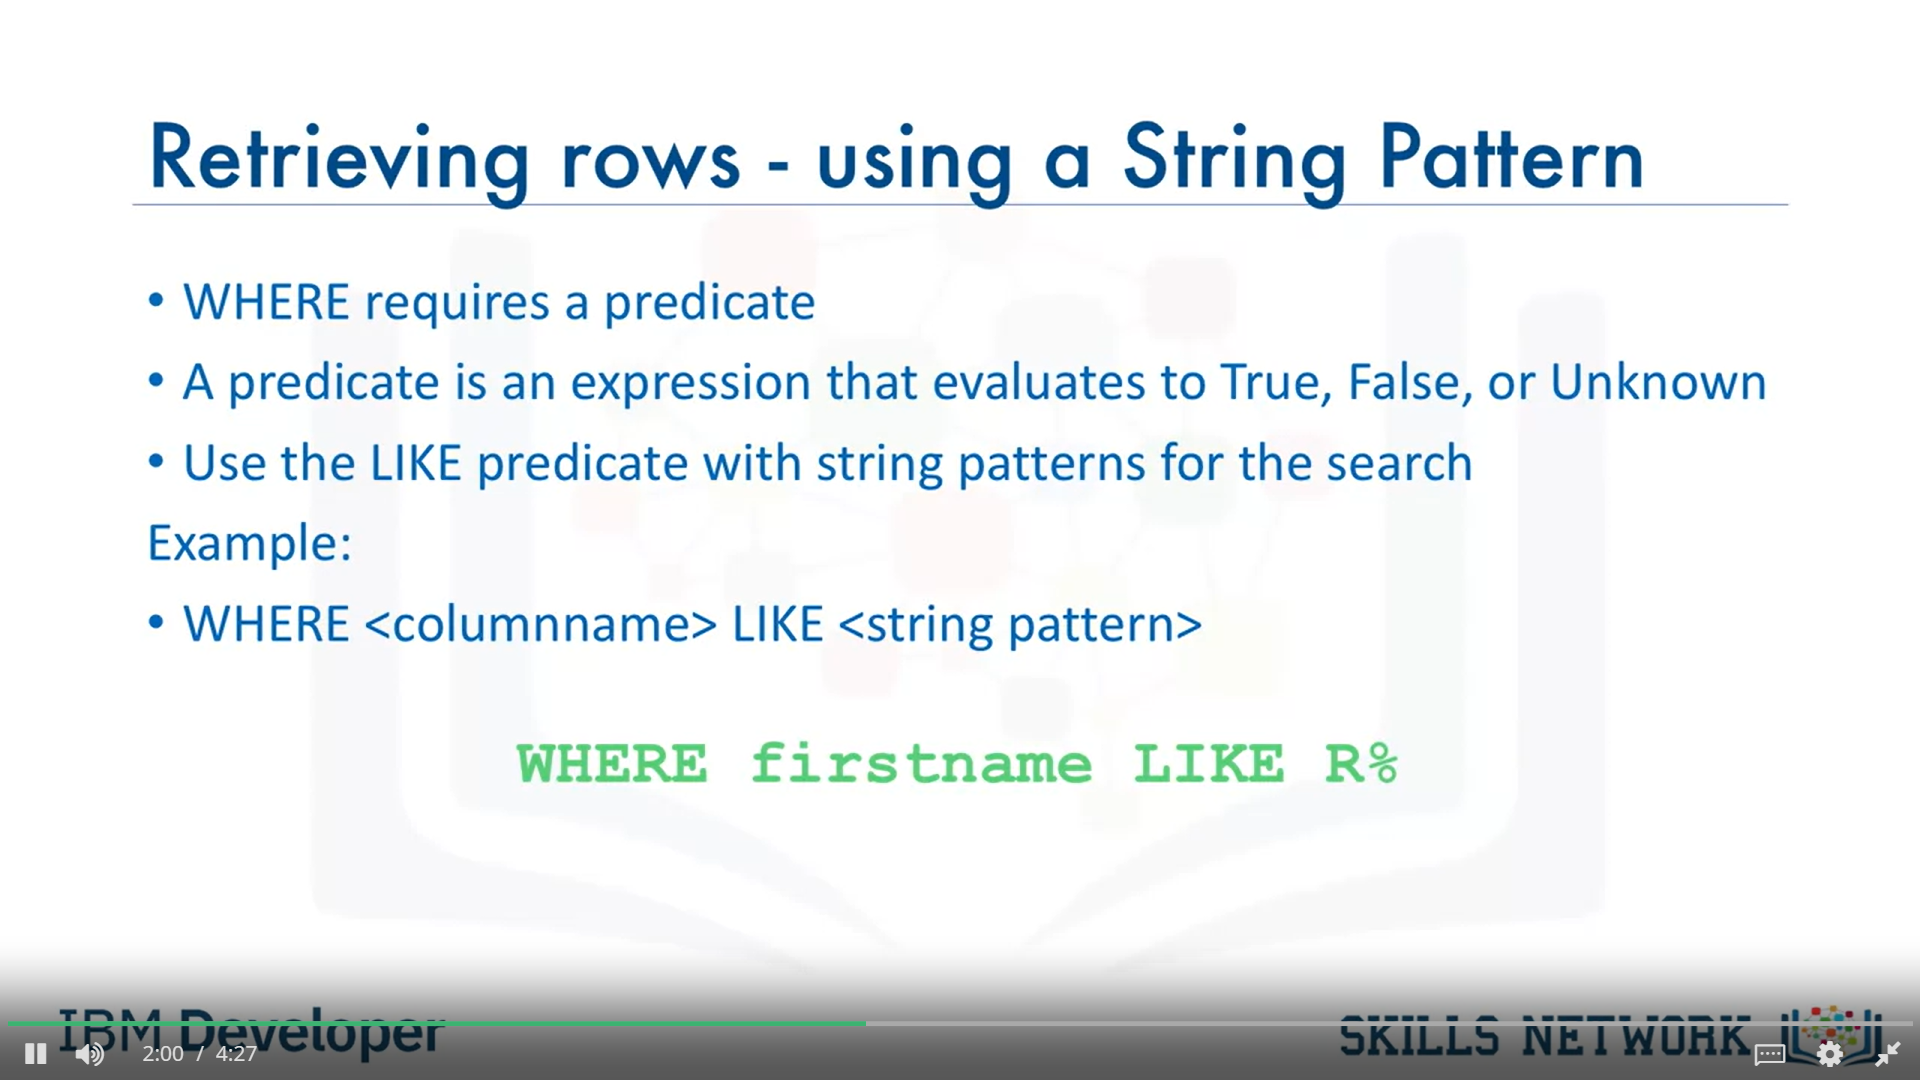 Retrieving rows - using a String Pattern
• WHERE requires a predicate
• A predicate is an expression that evaluates to True, False, or Unknown
• Use the LIKE predicate with string patterns for the search
Example:
• WHERE <columnname> LIKE <string pattern>
WHERE firstname LIKE R%
IBM Developer
SKILLS NETWORK
2:00 / 4:27